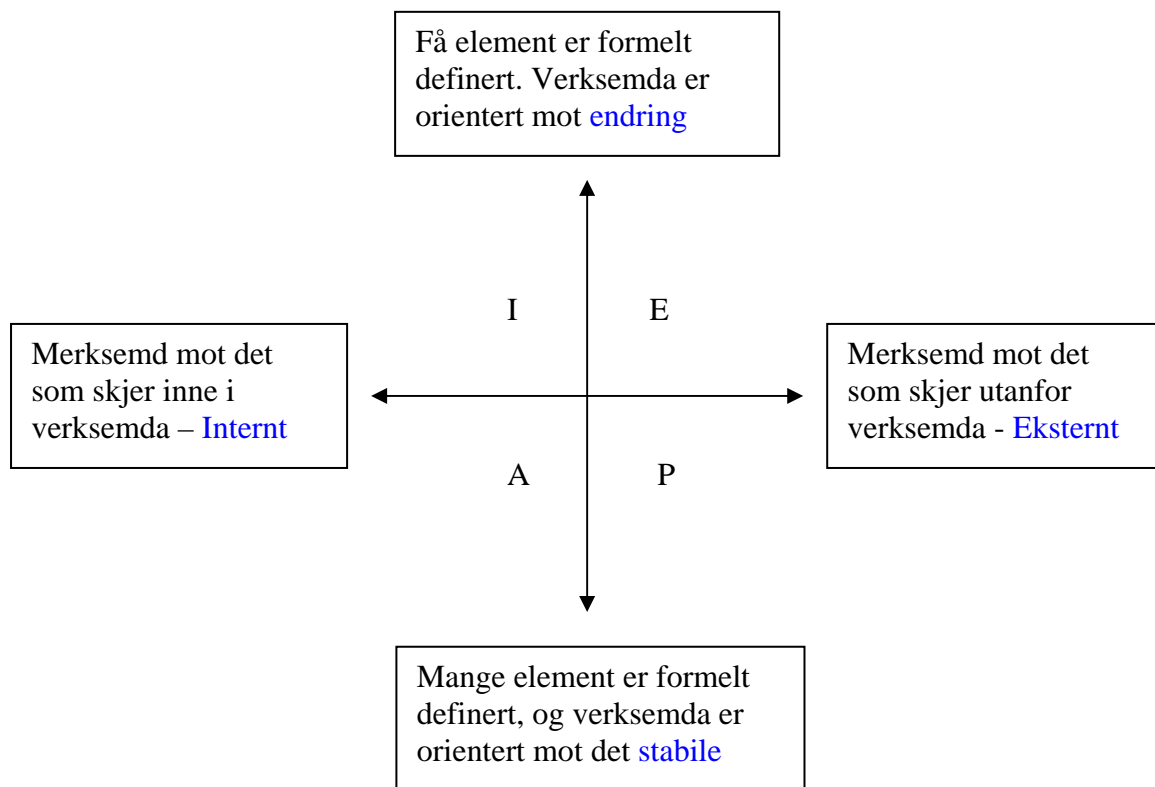 Få element er formelt
definert. Verksemda er
orientert mot endring
I
E
Merksemd mot det
som skjer inne i
verksemda – Internt
Merksemd mot det
som skjer utanfor
verksemda - Eksternt
A
P
Mange element er formelt
definert, og verksemda er
orientert mot det stabile